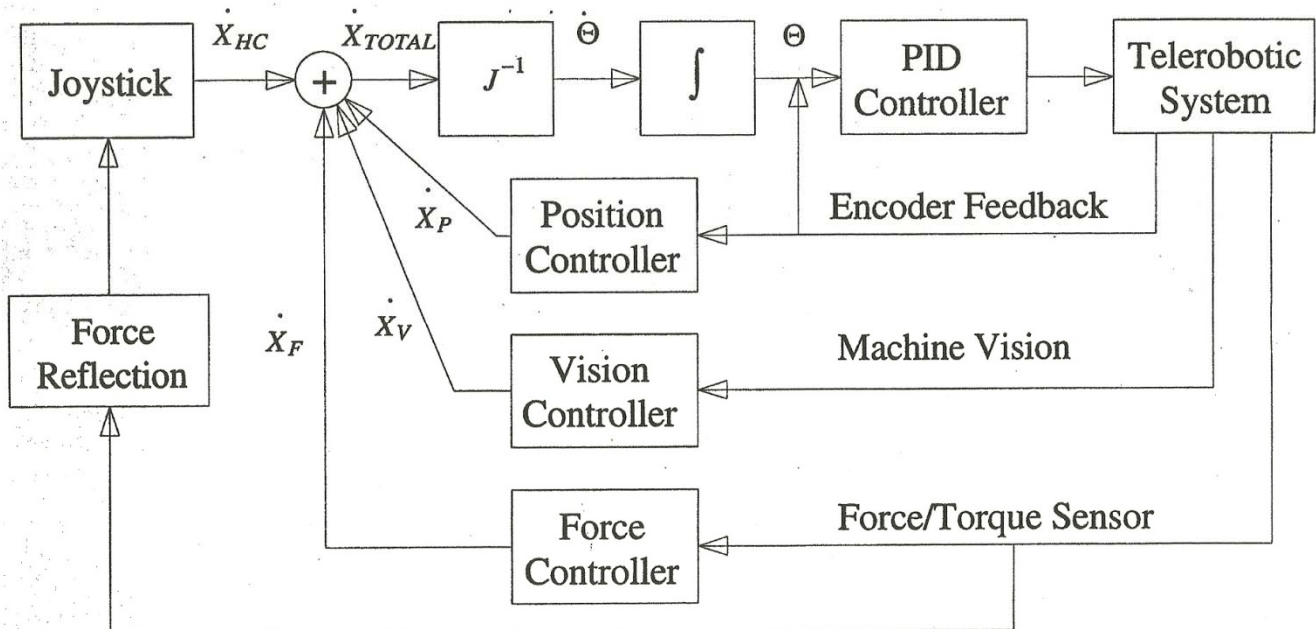 Ẋ_HC
Ẋ_TOTAL
Θ̇
Θ
Joystick
+
J⁻¹
∫
PID
Controller
Telerobotic
System
Ẋ_P
Position
Controller
Encoder Feedback
Force
Reflection
Ẋ_F
Ẋ_V
Vision
Controller
Machine Vision
Force
Controller
Force/Torque Sensor